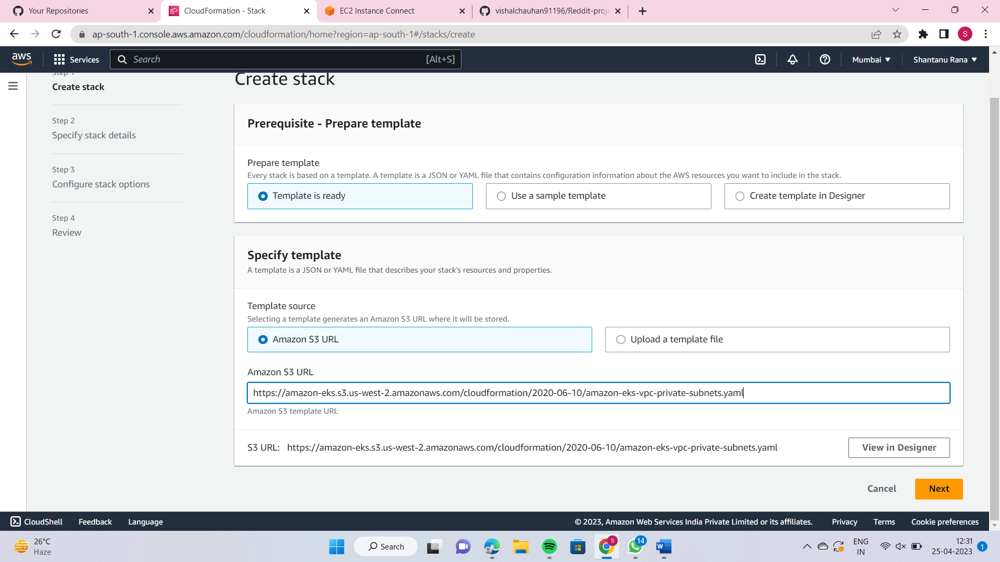 Your Repositories
CloudFormation - Stack
EC2 Instance Connect
vishalchauhan91196/Reddit-proje
ap-south-1.console.aws.amazon.com/cloudformation/home?region=ap-south-1#/stacks/create
S
aws
Services
Search
[Alt+S]
Mumbai
Shantanu Rana
Step 1
Create stack
Step 2
Specify stack details
Step 3
Configure stack options
Step 4
Review
Create stack
Prerequisite - Prepare template
Prepare template
Every stack is based on a template. A template is a JSON or YAML file that contains configuration information about the AWS resources you want to include in the stack.
Template is ready
Use a sample template
Create template in Designer
Specify template
A template is a JSON or YAML file that describes your stack's resources and properties.
Template source
Selecting a template generates an Amazon S3 URL where it will be stored.
Amazon S3 URL
Upload a template file
Amazon S3 URL
https://amazon-eks.s3.us-west-2.amazonaws.com/cloudformation/2020-06-10/amazon-eks-vpc-private-subnets.yaml
Amazon S3 template URL
S3 URL: https://amazon-eks.s3.us-west-2.amazonaws.com/cloudformation/2020-06-10/amazon-eks-vpc-private-subnets.yaml
View in Designer
Cancel
Next
CloudShell
Feedback
Language
© 2023, Amazon Web Services India Private Limited or its affiliates.
Privacy
Terms
Cookie preferences
26°C
Haze
Search
S
14
W
ENG
IN
12:31
25-04-2023
1